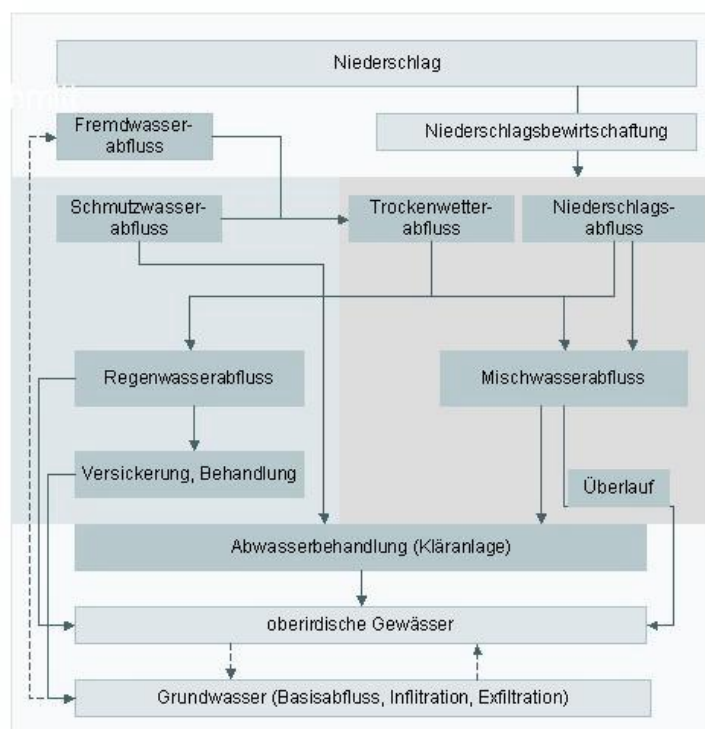 Niederschlag
Fremdwasser-
abfluss
Niederschlagsbewirtschaftung
Schmutzwasser-
abfluss
Trockenwetter-
abfluss
Niederschlags-
abfluss
Regenwasserabfluss
Mischwasserabfluss
Versickerung, Behandlung
Überlauf
Abwasserbehandlung (Kläranlage)
oberirdische Gewässer
Grundwasser (Basisabfluss, Inflitration, Exfiltration)